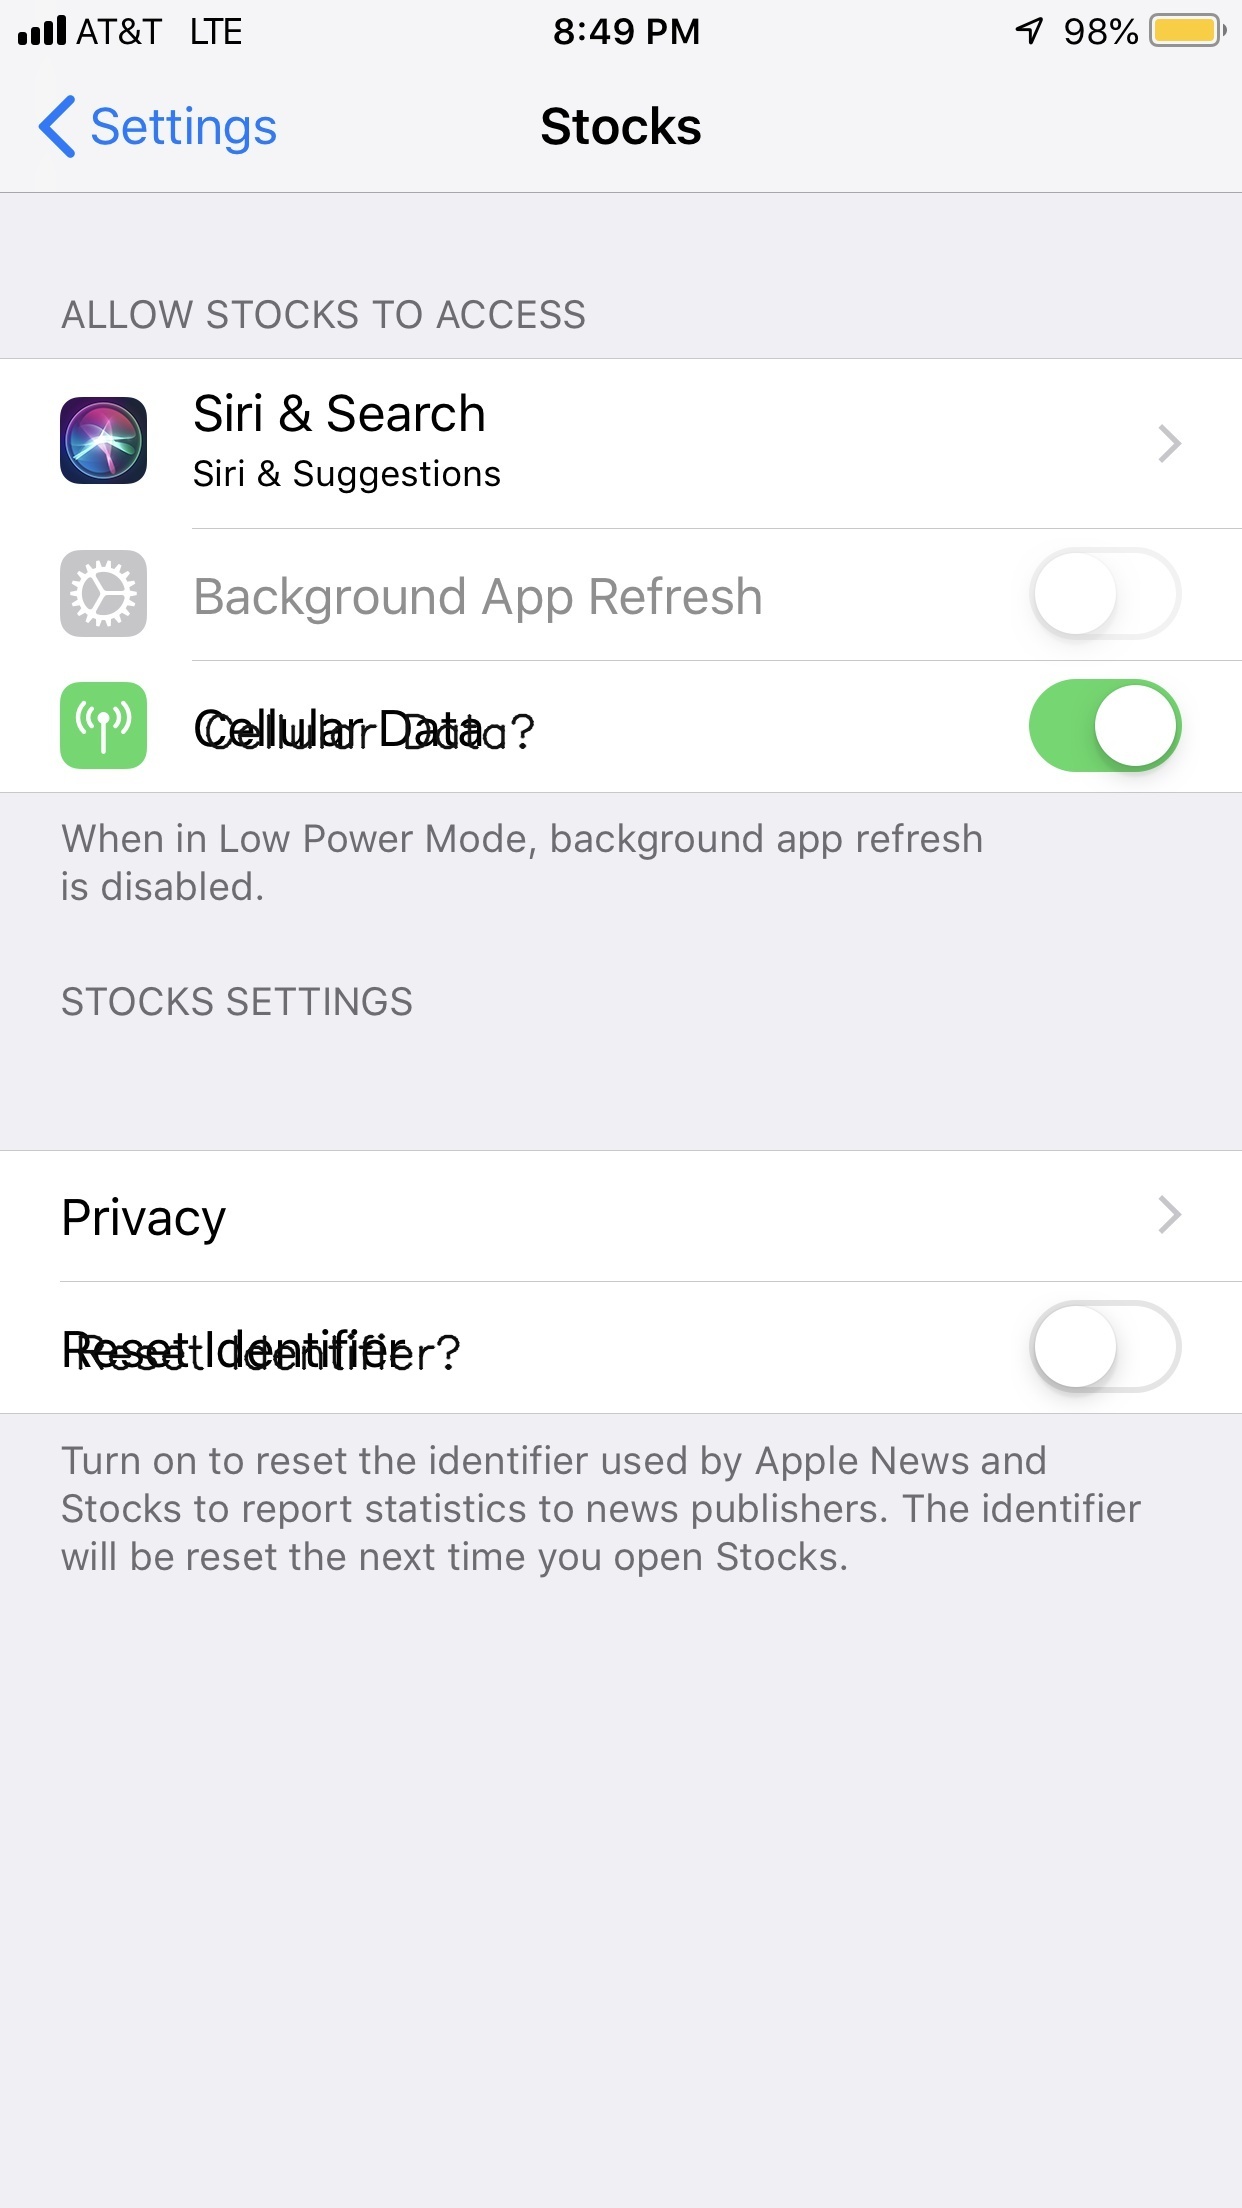 AT&T LTE 8:49 PM 98%
Settings Stocks
ALLOW STOCKS TO ACCESS
Siri & Search
Siri & Suggestions
Background App Refresh
Cellular Data
Cellular Data?
When in Low Power Mode, background app refresh
is disabled.
STOCKS SETTINGS
Privacy
Reset Identifier
Reset Identifier?
Turn on to reset the identifier used by Apple News and
Stocks to report statistics to news publishers. The identifier
will be reset the next time you open Stocks.